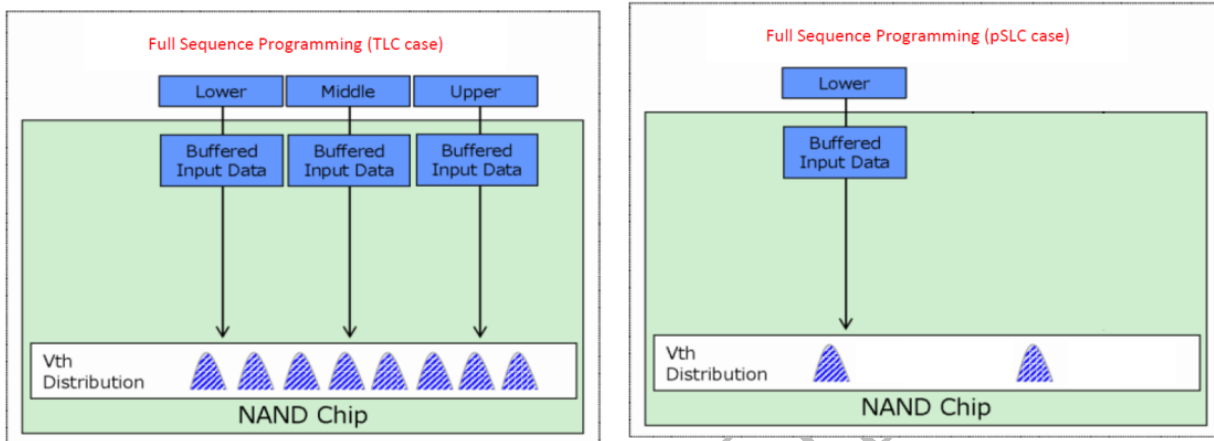 Full Sequence Programming (TLC case)
Lower
Middle
Upper
Buffered
Input Data
Buffered
Input Data
Buffered
Input Data
Vth
Distribution
NAND Chip
Full Sequence Programming (pSLC case)
Lower
Buffered
Input Data
Vth
Distribution
NAND Chip